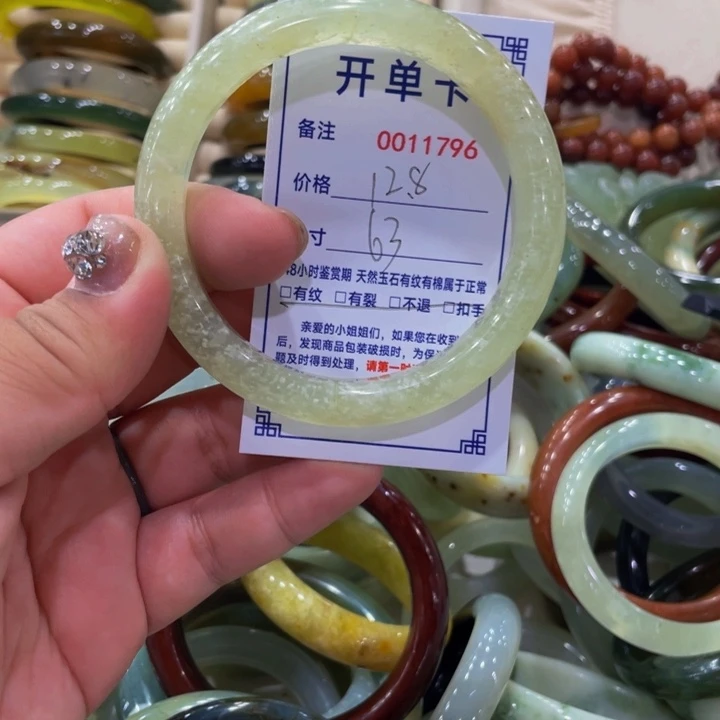 开单卡
备注 0011796
价格 12.8
寸 63
8小时鉴赏期 天然玉石有纹有棉属于正常
□有纹 □有裂 □不退 □扣手
亲爱的小姐姐们，如果您在收到
后，发现商品包装破损时，为保
题及时得到处理，请第一时